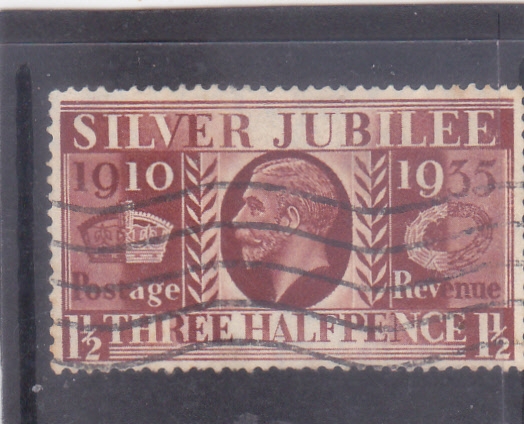 SILVER JUBILEE
1910 1935
Postage Revenue
1½ THREE HALFPENCE 1½